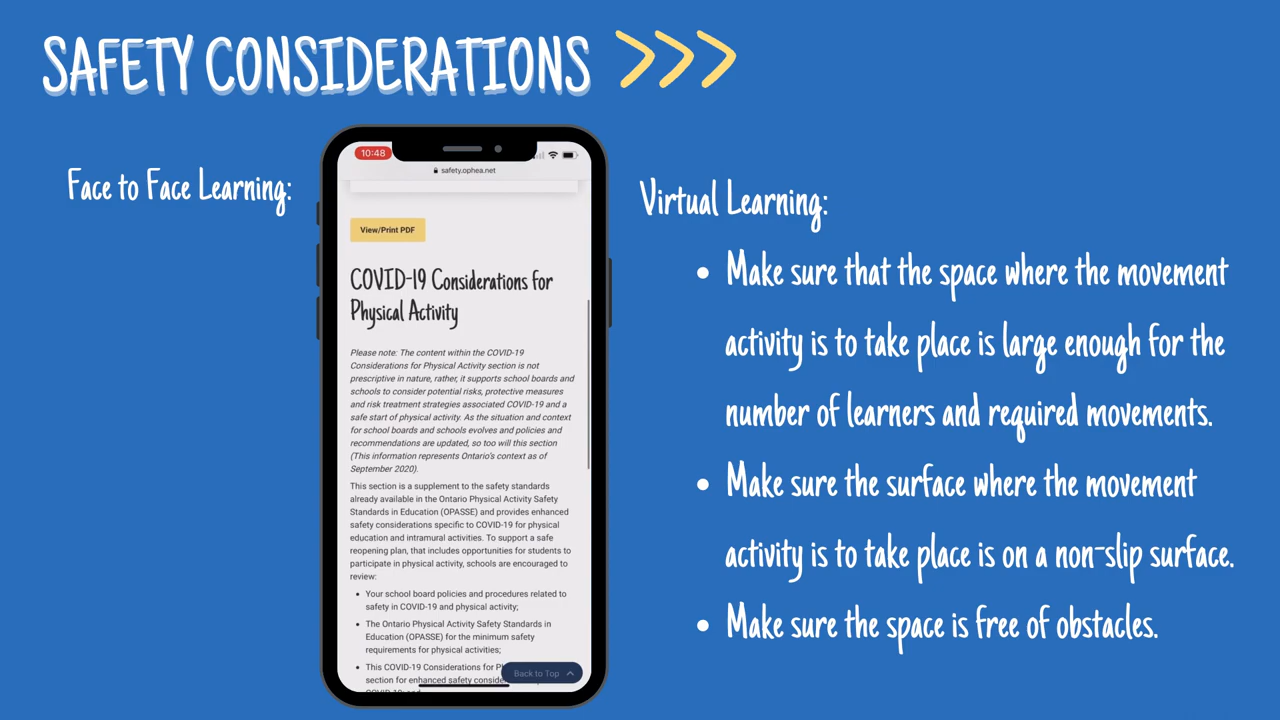 SAFETY CONSIDERATIONS >>>
Face to Face Learning:
10:48
safety.ophea.net
View/Print PDF
COVID-19 Considerations for
Physical Activity
Please note: The content within the COVID-19
Considerations for Physical Activity section is not
prescriptive in nature, rather, it supports school boards and
schools to consider potential risks, protective measures
and risk treatment strategies associated COVID-19 and a
safe start of physical activity. As the situation and context
for school boards and schools evolves and policies and
recommendations are updated, so too will this section
(This information represents Ontario's context as of
September 2020).
This section is a supplement to the safety standards
already available in the Ontario Physical Activity Safety
Standards in Education (OPASSE) and provides enhanced
safety considerations specific to COVID-19 for physical
education and intramural activities. To support a safe
reopening plan, that includes opportunities for students to
participate in physical activity, schools are encouraged to
review:
• Your school board policies and procedures related to
safety in COVID-19 and physical activity;
• The Ontario Physical Activity Safety Standards in
Education (OPASSE) for the minimum safety
requirements for physical activities;
• This COVID-19 Considerations for
section for enhanced safety
Back to Top
Virtual Learning:
• Make sure that the space where the movement
activity is to take place is large enough for the
number of learners and required movements.
• Make sure the surface where the movement
activity is to take place is on a non-slip surface.
• Make sure the space is free of obstacles.